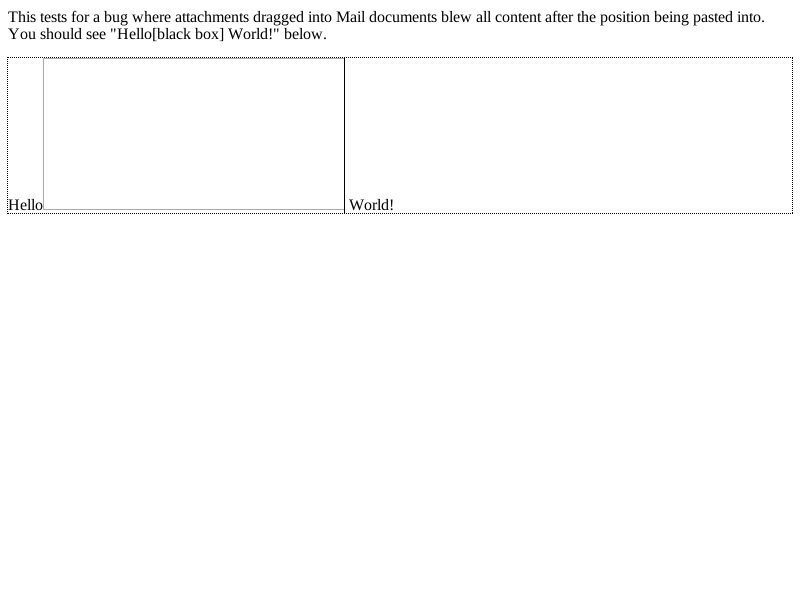 This tests for a bug where attachments dragged into Mail documents blew all content after the position being pasted into.
You should see "Hello[black box] World!" below.
Hello World!